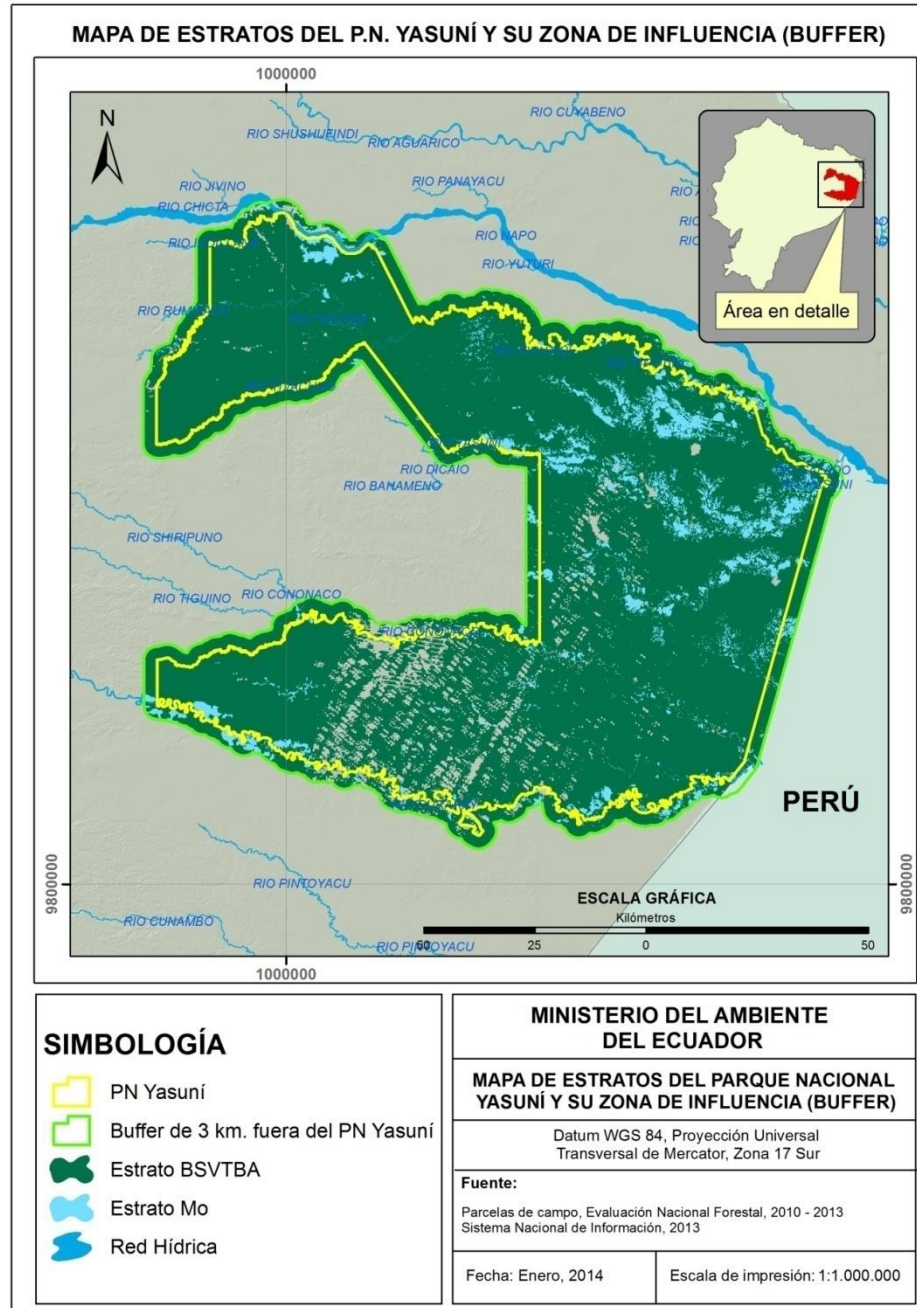 MAPA DE ESTRATOS DEL P.N. YASUNÍ Y SU ZONA DE INFLUENCIA (BUFFER)
1000000
N
RIO CUYABENO
RIO SHUSHUFINDI
RIO AGUARICO
RIO JIVINO
RIO PANAYACU
RIO CHICTA
RIO NAPO
RIO YUTURI
Área en detalle
RIO DICAIO
RIO BAHAMENO
RIO SHIRIPUNO
RIO TIGUINO
RIO CONONACO
PERÚ
9800000
9800000
RIO PINTOYACU
RIO CUNAMBO
RIO PINTOYACU
ESCALA GRÁFICA
Kilómetros
50 25 0 50
1000000
SIMBOLOGÍA
PN Yasuní
Buffer de 3 km. fuera del PN Yasuní
Estrato BSVTBA
Estrato Mo
Red Hídrica
MINISTERIO DEL AMBIENTE
DEL ECUADOR
MAPA DE ESTRATOS DEL PARQUE NACIONAL
YASUNÍ Y SU ZONA DE INFLUENCIA (BUFFER)
Datum WGS 84, Proyección Universal
Transversal de Mercator, Zona 17 Sur
Fuente:
Parcelas de campo, Evaluación Nacional Forestal, 2010 - 2013
Sistema Nacional de Información, 2013
Fecha: Enero, 2014
Escala de impresión: 1:1.000.000